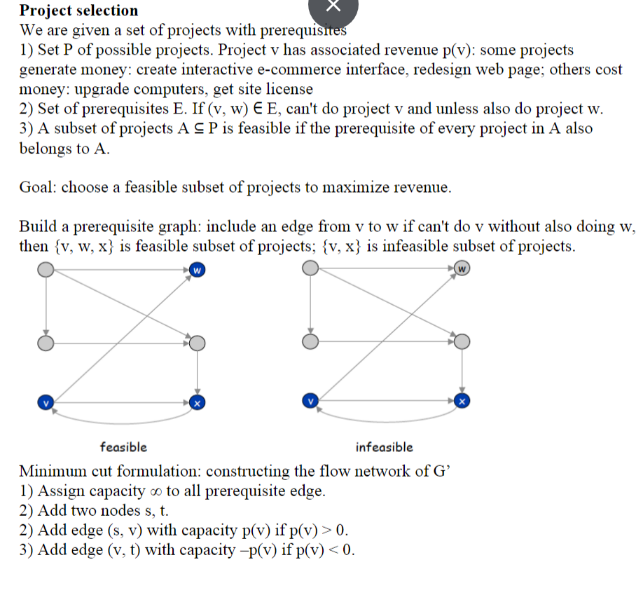 Project selection
We are given a set of projects with prerequisites
1) Set P of possible projects. Project v has associated revenue p(v): some projects
generate money: create interactive e-commerce interface, redesign web page; others cost
money: upgrade computers, get site license
2) Set of prerequisites E. If (v, w) ∈ E, can't do project v and unless also do project w.
3) A subset of projects A ⊆ P is feasible if the prerequisite of every project in A also
belongs to A.
Goal: choose a feasible subset of projects to maximize revenue.
Build a prerequisite graph: include an edge from v to w if can't do v without also doing w,
then {v, w, x} is feasible subset of projects; {v, x} is infeasible subset of projects.
w w
v x v x
feasible infeasible
Minimum cut formulation: constructing the flow network of G’
1) Assign capacity ∞ to all prerequisite edge.
2) Add two nodes s, t.
2) Add edge (s, v) with capacity p(v) if p(v) > 0.
3) Add edge (v, t) with capacity –p(v) if p(v) < 0.